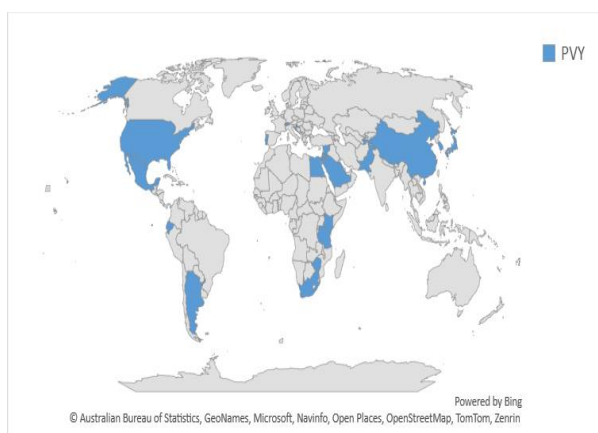 PVY
Powered by Bing
© Australian Bureau of Statistics, GeoNames, Microsoft, Navinfo, Open Places, OpenStreetMap, TomTom, Zenrin